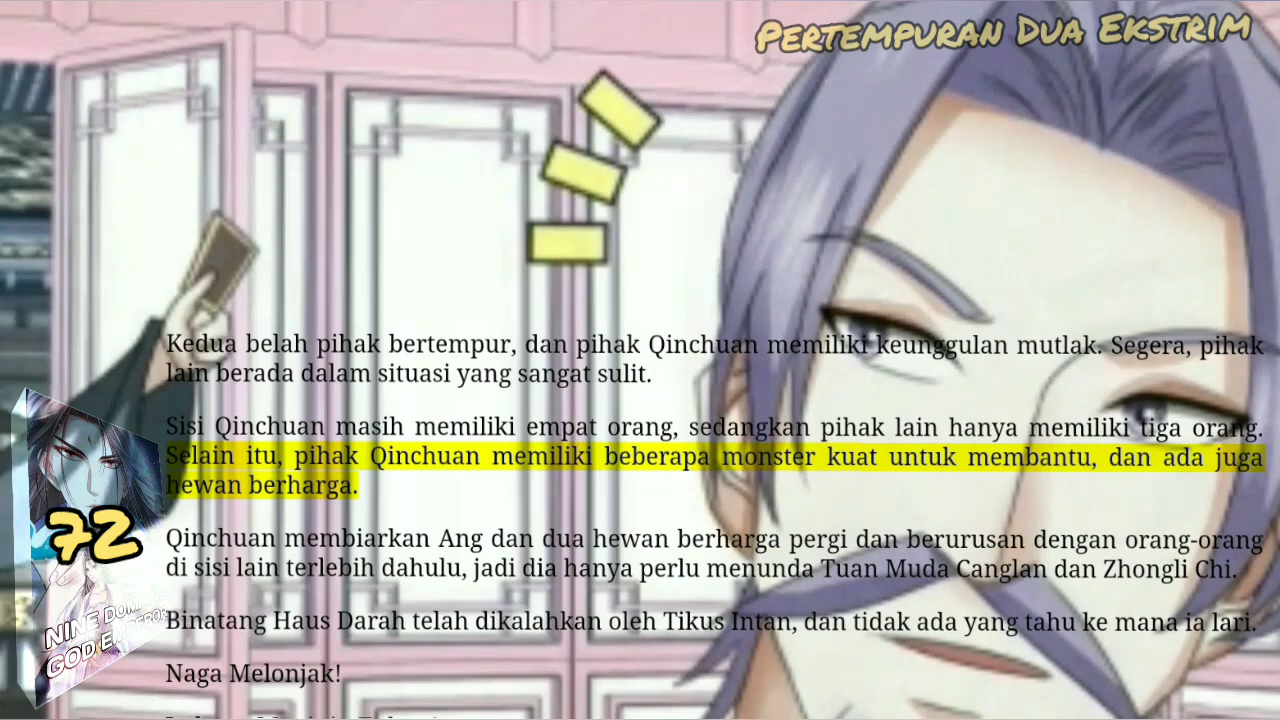 Pertempuran Dua Ekstrim
Kedua belah pihak bertempur, dan pihak Qinchuan memiliki keunggulan mutlak. Segera, pihak
lain berada dalam situasi yang sangat sulit.
Sisi Qinchuan masih memiliki empat orang, sedangkan pihak lain hanya memiliki tiga orang.
Selain itu, pihak Qinchuan memiliki beberapa monster kuat untuk membantu, dan ada juga
hewan berharga.
Qinchuan membiarkan Ang dan dua hewan berharga pergi dan berurusan dengan orang-orang
di sisi lain terlebih dahulu, jadi dia hanya perlu menunda Tuan Muda Canglan dan Zhongli Chi.
Binatang Haus Darah telah dikalahkan oleh Tikus Intan, dan tidak ada yang tahu ke mana ia lari.
Naga Melonjak!
72
NINE DOM
GOD EMPEROR